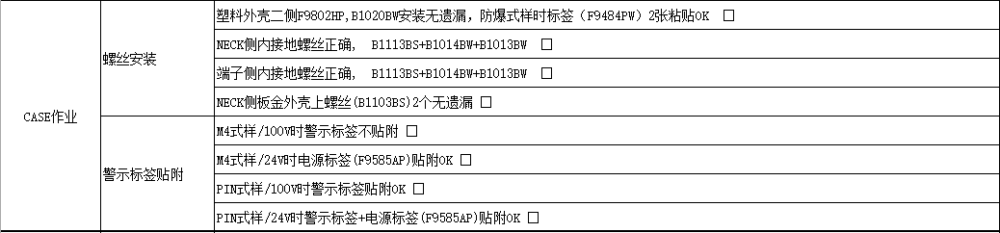 塑料外壳二侧F9802HP,B1020BW安装无遗漏，防爆式样时标签（F9484PW）2张粘贴OK □
NECK侧内接地螺丝正确， B1113BS+B1014BW+B1013BW □
螺丝安装
端子侧内接地螺丝正确， B1113BS+B1014BW+B1013BW □
NECK侧板金外壳上螺丝(B1103BS)2个无遗漏 □
CASE作业
M4式样/100V时警示标签不贴附 □
M4式样/24V时电源标签(F9585AP)贴附OK □
警示标签贴附
PIN式样/100V时警示标签贴附OK □
PIN式样/24V时警示标签+电源标签(F9585AP)贴附OK □